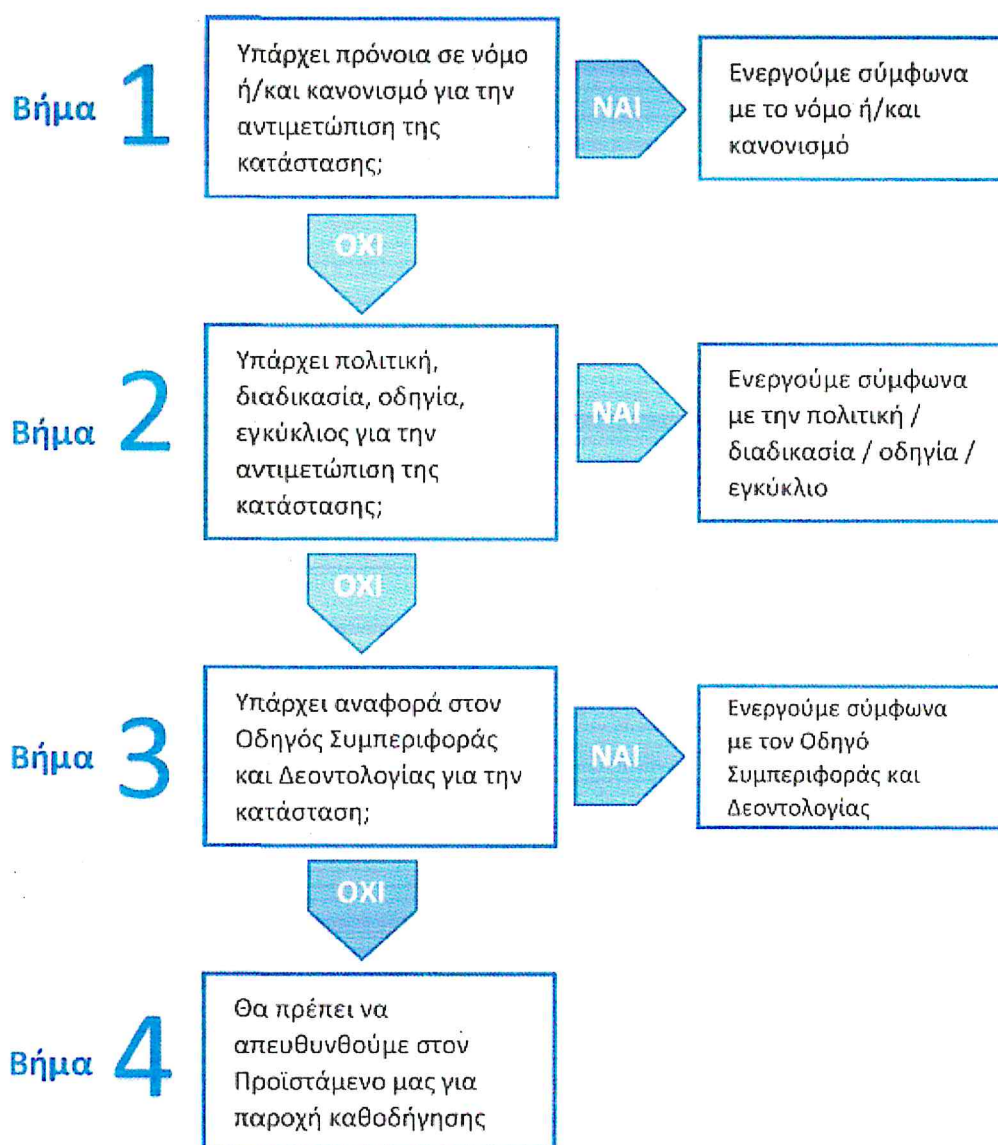 Βήμα 1
Υπάρχει πρόνοια σε νόμο
ή/και κανονισμό για την
αντιμετώπιση της
κατάστασης;
ΝΑΙ
Ενεργούμε σύμφωνα
με το νόμο ή/και
κανονισμό
ΟΧΙ
Βήμα 2
Υπάρχει πολιτική,
διαδικασία, οδηγία,
εγκύκλιος για την
αντιμετώπιση της
κατάστασης;
ΝΑΙ
Ενεργούμε σύμφωνα
με την πολιτική /
διαδικασία / οδηγία /
εγκύκλιο
ΟΧΙ
Βήμα 3
Υπάρχει αναφορά στον
Οδηγός Συμπεριφοράς
και Δεοντολογίας για την
κατάσταση;
ΝΑΙ
Ενεργούμε σύμφωνα
με τον Οδηγό
Συμπεριφοράς και
Δεοντολογίας
ΟΧΙ
Βήμα 4
Θα πρέπει να
απευθυνθούμε στον
Προϊστάμενο μας για
παροχή καθοδήγησης